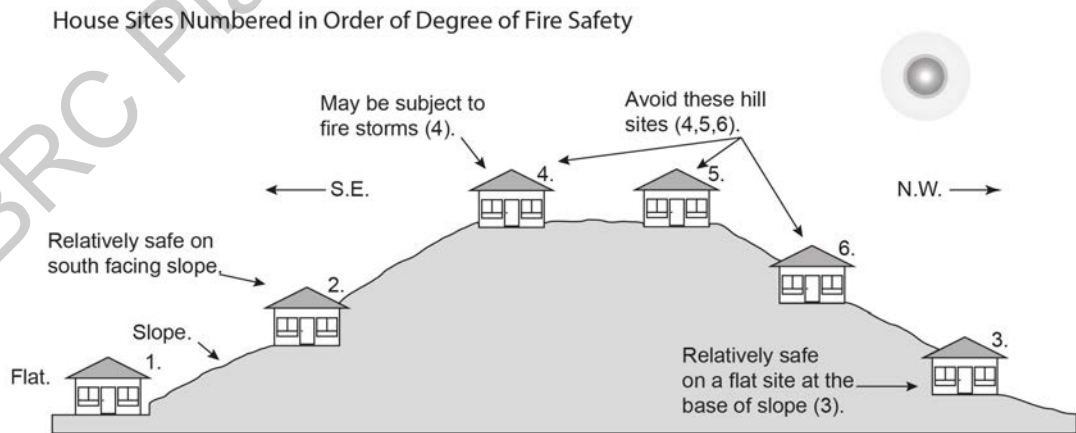 House Sites Numbered in Order of Degree of Fire Safety
May be subject to
fire storms (4).
Avoid these hill
sites (4,5,6).
4.
5.
S.E.
N.W.
Relatively safe on
south facing slope.
2.
6.
Slope.
Flat.
1.
Relatively safe
on a flat site at the
base of slope (3).
3.
BRC